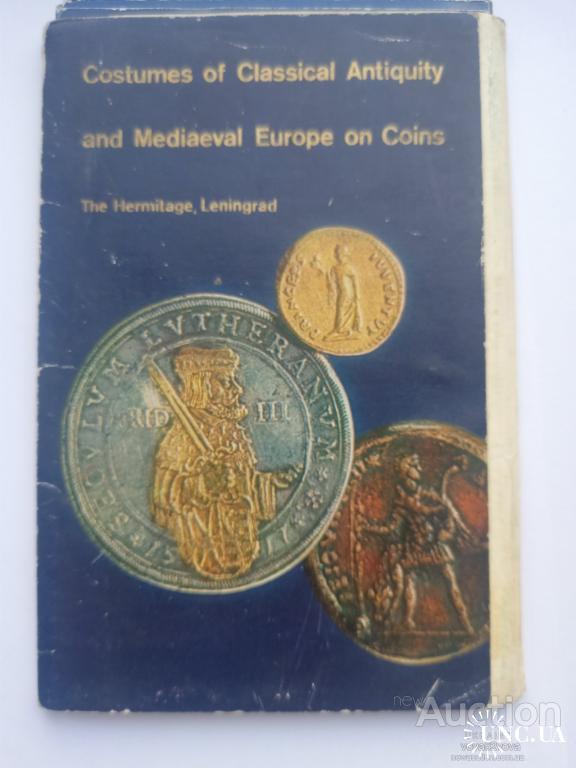 Costumes of Classical Antiquity
and Mediaeval Europe on Coins
The Hermitage, Leningrad
SECVLVM LVTHERANVM
RID III
new
Auction
UNC.UA